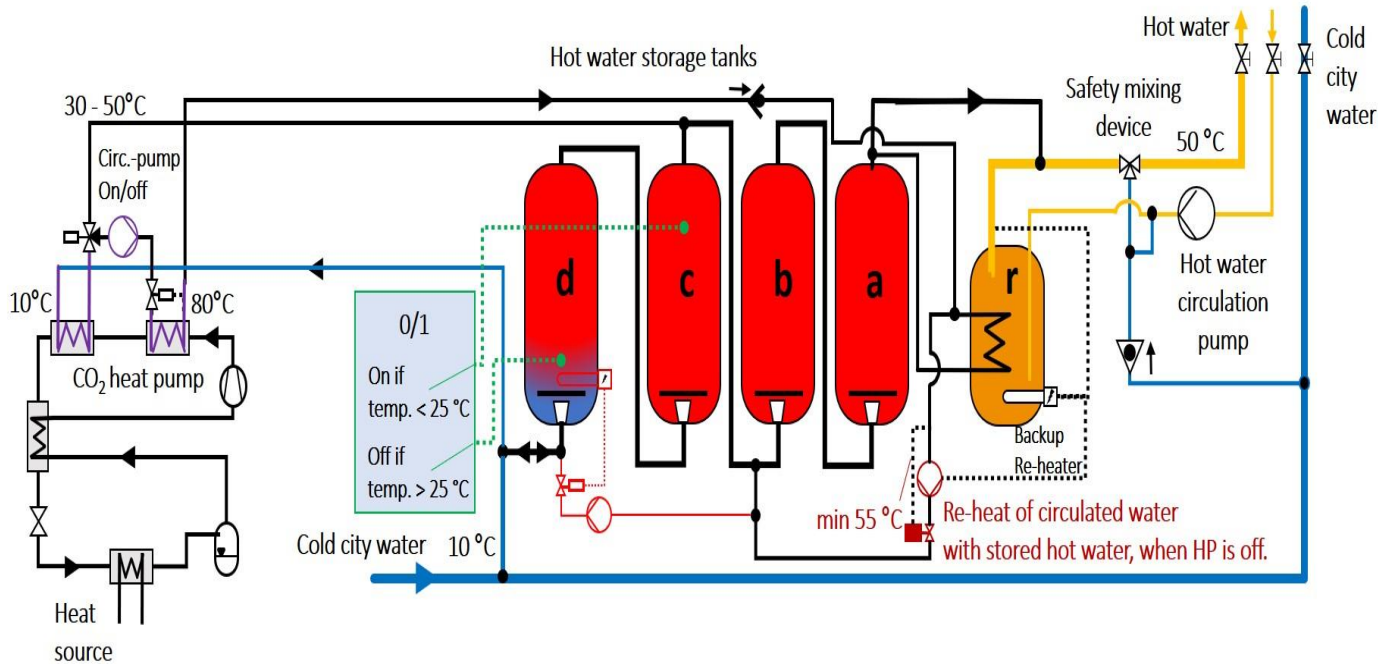 Hot water
Cold
city
water
Hot water storage tanks
Safety mixing
device
30 - 50°C
50 °C
Circ.-pump
On/off
d
c
b
a
r
10°C
80°C
Hot water
circulation
pump
0/1
CO2 heat pump
On if
temp. < 25 °C
Off if
temp. > 25 °C
Backup
Re-heater
min 55 °C
Re-heat of circulated water
with stored hot water, when HP is off.
Cold city water 10 °C
Heat
source